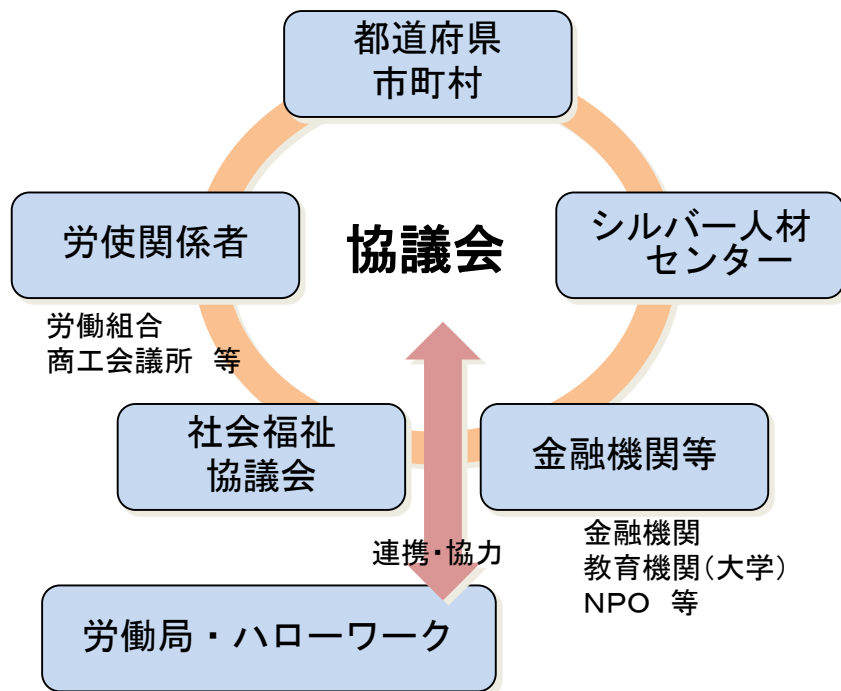 都道府県
市町村
労使関係者
協議会
シルバー人材
センター
労働組合
商工会議所　等
社会福祉
協議会
金融機関等
連携・協力
金融機関
教育機関(大学)
NPO　等
労働局・ハローワーク